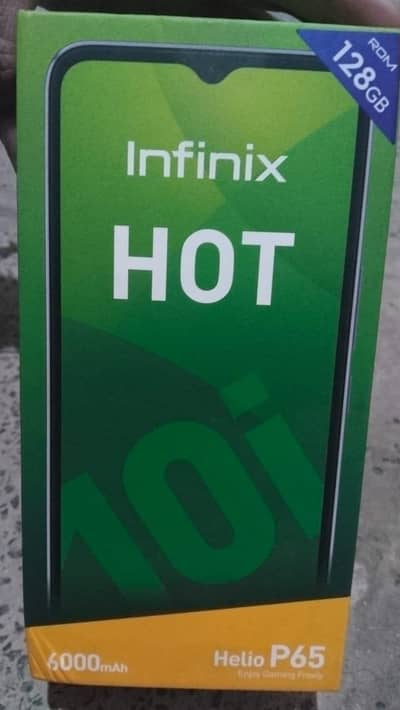 ROM
128GB
Infinix
HOT
10i
6000mAh
Helio P65
Enjoy Gaming Freely